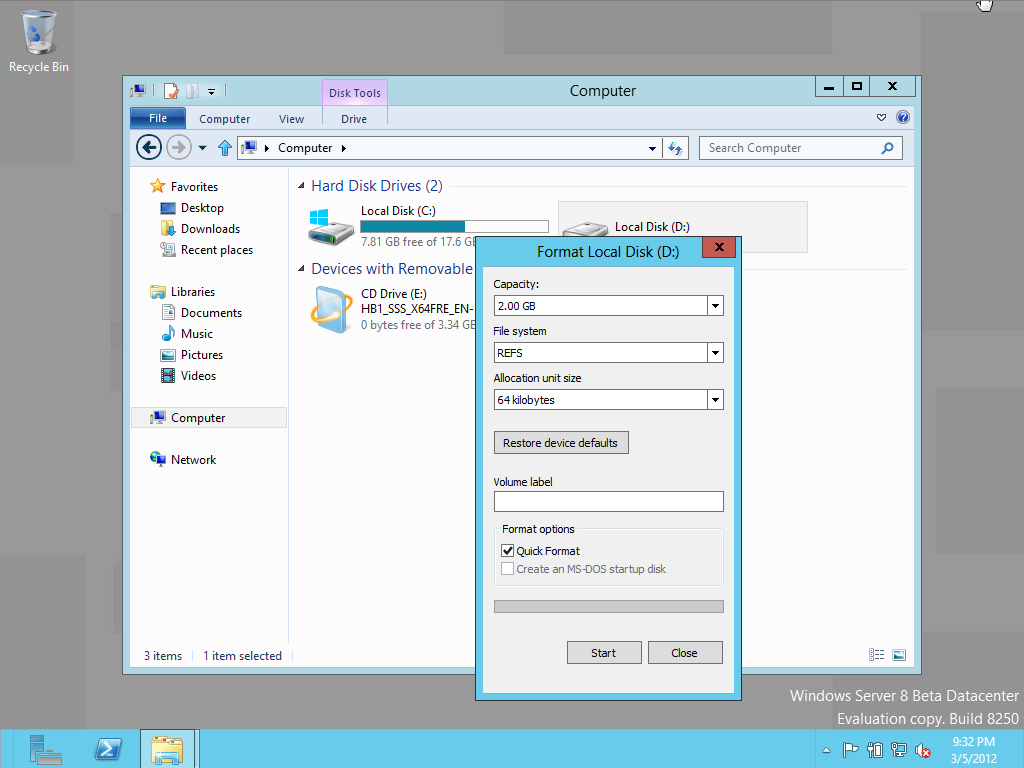 Recycle Bin
Disk Tools
Computer
File
Computer
View
Drive
Computer
Search Computer
Favorites
Desktop
Downloads
Recent places
Libraries
Documents
Music
Pictures
Videos
Computer
Network
Hard Disk Drives (2)
Local Disk (C:)
7.81 GB free of 17.6 GB
Local Disk (D:)
Devices with Removable
CD Drive (E:)
HB1_SSS_X64FRE_EN-
0 bytes free of 3.34 GB
Format Local Disk (D:)
Capacity:
2.00 GB
File system
REFS
Allocation unit size
64 kilobytes
Restore device defaults
Volume label
Format options
Quick Format
Create an MS-DOS startup disk
Start
Close
3 items
1 item selected
Windows Server 8 Beta Datacenter
Evaluation copy. Build 8250
9:32 PM
3/5/2012